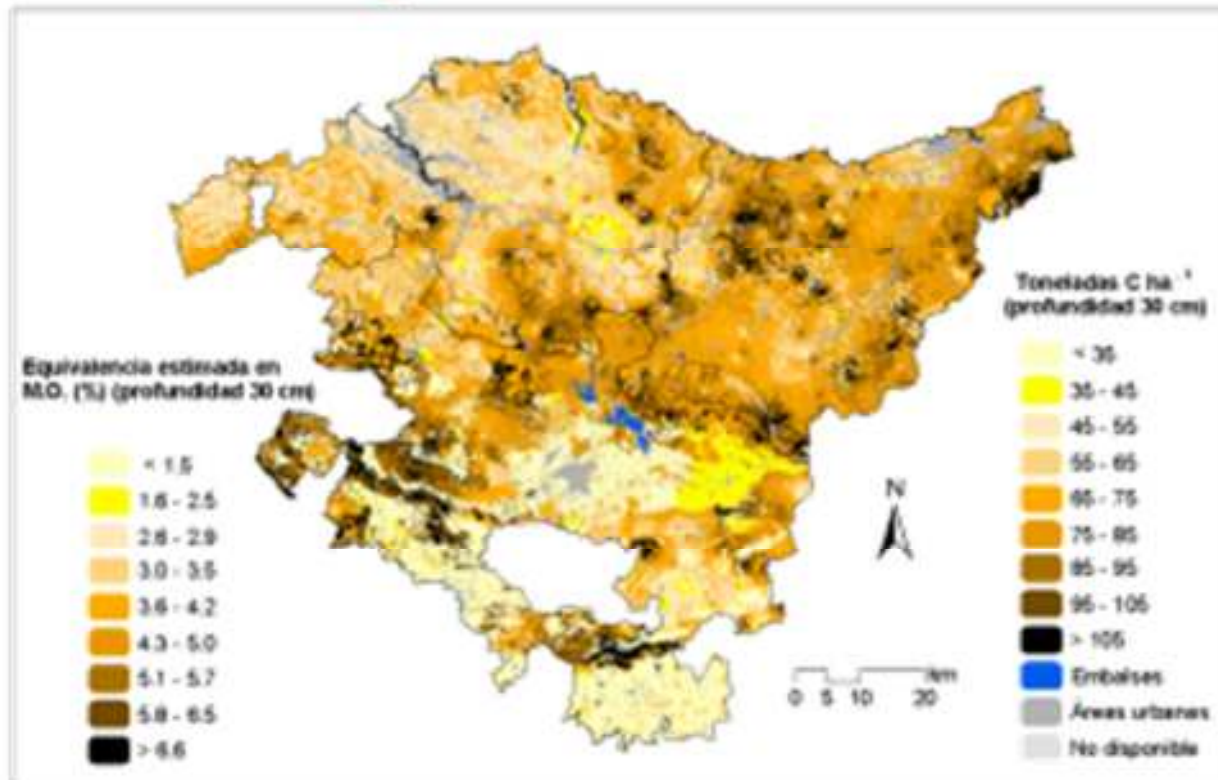 Equivalencia estimada en
M.O. (%) (profundidad 30 cm)
< 1.5
1.6 - 2.5
2.6 - 2.9
3.0 - 3.5
3.6 - 4.2
4.3 - 5.0
5.1 - 5.7
5.8 - 6.5
> 6.6
Toneladas C ha⁻¹
(profundidad 30 cm)
< 35
35 - 45
45 - 55
55 - 65
65 - 75
75 - 85
85 - 95
95 - 105
> 105
Embalses
Áreas urbanas
No disponible
N
km
0 5 10 20